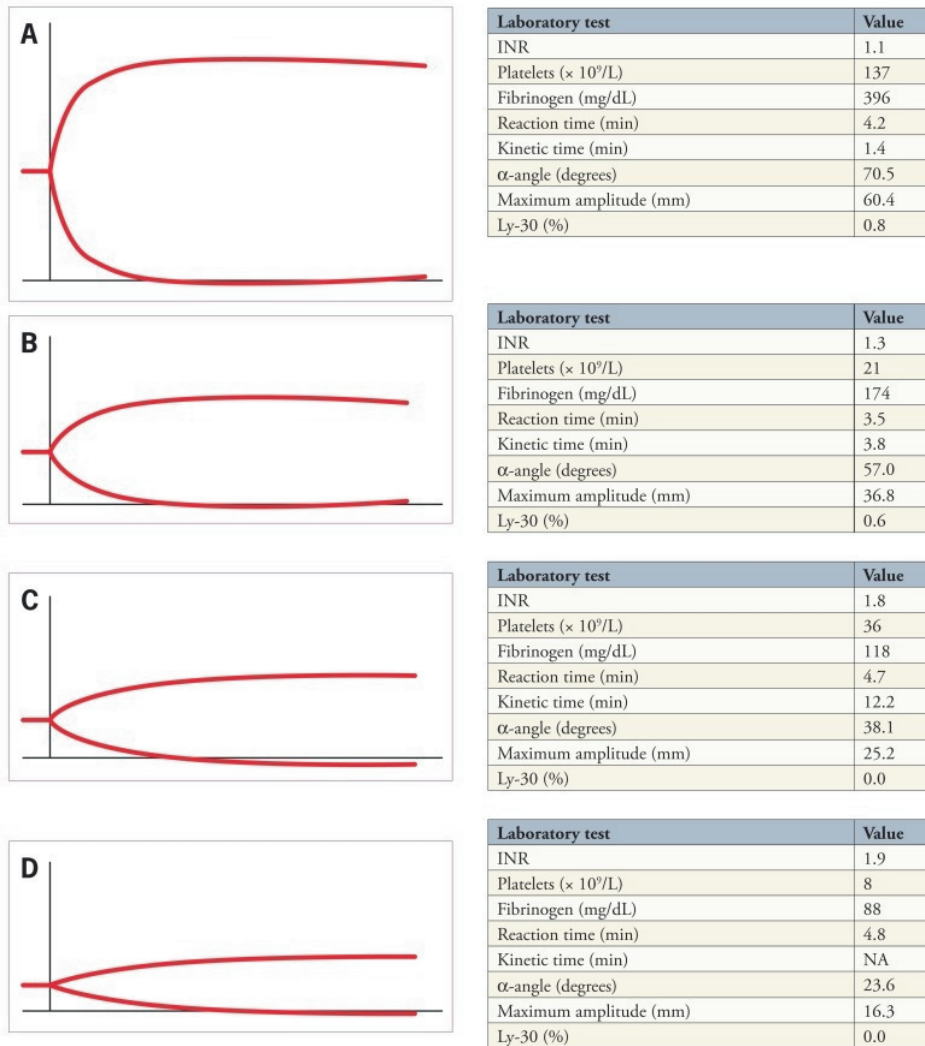 A
Laboratory test Value
INR 1.1
Platelets (× 10⁹/L) 137
Fibrinogen (mg/dL) 396
Reaction time (min) 4.2
Kinetic time (min) 1.4
α-angle (degrees) 70.5
Maximum amplitude (mm) 60.4
Ly-30 (%) 0.8
B
Laboratory test Value
INR 1.3
Platelets (× 10⁹/L) 21
Fibrinogen (mg/dL) 174
Reaction time (min) 3.5
Kinetic time (min) 3.8
α-angle (degrees) 57.0
Maximum amplitude (mm) 36.8
Ly-30 (%) 0.6
C
Laboratory test Value
INR 1.8
Platelets (× 10⁹/L) 36
Fibrinogen (mg/dL) 118
Reaction time (min) 4.7
Kinetic time (min) 12.2
α-angle (degrees) 38.1
Maximum amplitude (mm) 25.2
Ly-30 (%) 0.0
D
Laboratory test Value
INR 1.9
Platelets (× 10⁹/L) 8
Fibrinogen (mg/dL) 88
Reaction time (min) 4.8
Kinetic time (min) NA
α-angle (degrees) 23.6
Maximum amplitude (mm) 16.3
Ly-30 (%) 0.0